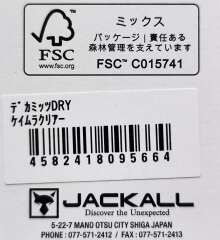 ミックス
パッケージ | 責任ある
森林管理を支えています
FSC™ C015741
FSC
www.fsc.org
デカミッツDRY
ケイムラクリアー
4582418095664
JACKALL
Discover the Unexpected
5-22-7 MANO OTSU CITY SHIGA JAPAN
PHONE : 077-571-2412 / FAX : 077-571-2413